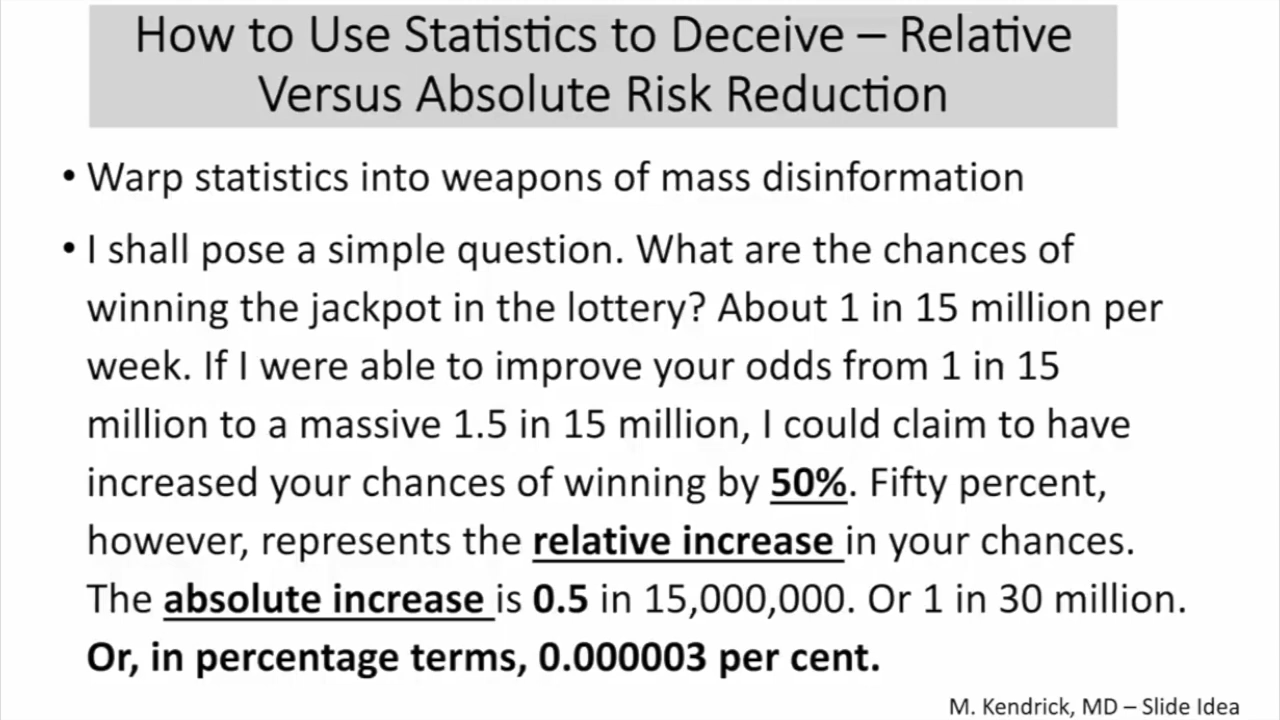 How to Use Statistics to Deceive – Relative
Versus Absolute Risk Reduction
• Warp statistics into weapons of mass disinformation
• I shall pose a simple question. What are the chances of
winning the jackpot in the lottery? About 1 in 15 million per
week. If I were able to improve your odds from 1 in 15
million to a massive 1.5 in 15 million, I could claim to have
increased your chances of winning by 50%. Fifty percent,
however, represents the relative increase in your chances.
The absolute increase is 0.5 in 15,000,000. Or 1 in 30 million.
Or, in percentage terms, 0.000003 per cent.
M. Kendrick, MD – Slide Idea